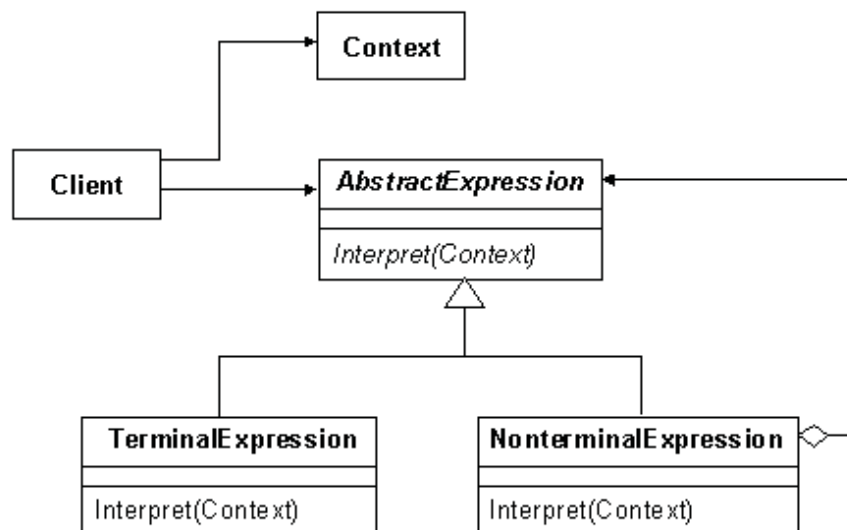 Context
Client
AbstractExpression
Interpret(Context)
TerminalExpression
Interpret(Context)
NonterminalExpression
Interpret(Context)